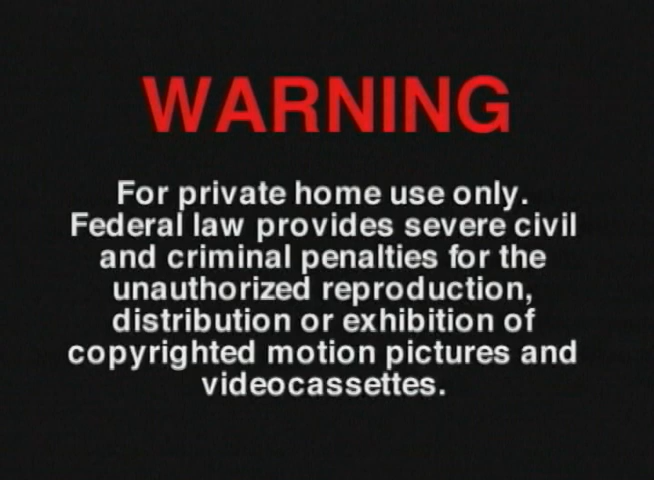 WARNING
For private home use only.
Federal law provides severe civil
and criminal penalties for the
unauthorized reproduction,
distribution or exhibition of
copyrighted motion pictures and
videocassettes.